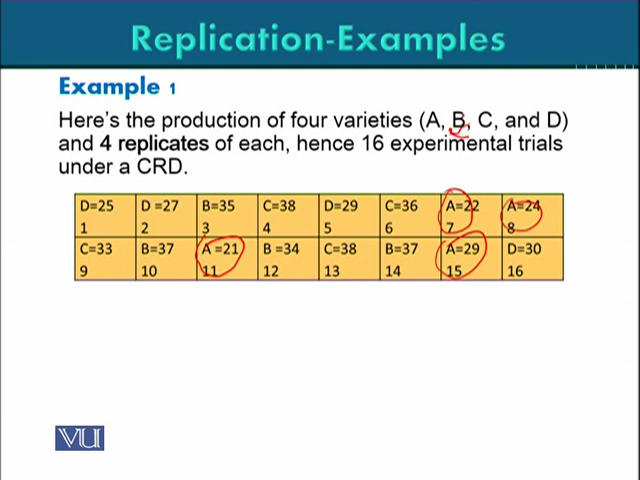 Replication-Examples
Example 1
Here's the production of four varieties (A, B, C, and D)
and 4 replicates of each, hence 16 experimental trials
under a CRD.
D=25 D =27 B=35 C=38 D=29 C=36 A=22 A=24
1 2 3 4 5 6 7 8
C=33 B=37 A =21 B =34 C=38 B=37 A=29 D=30
9 10 11 12 13 14 15 16
VU